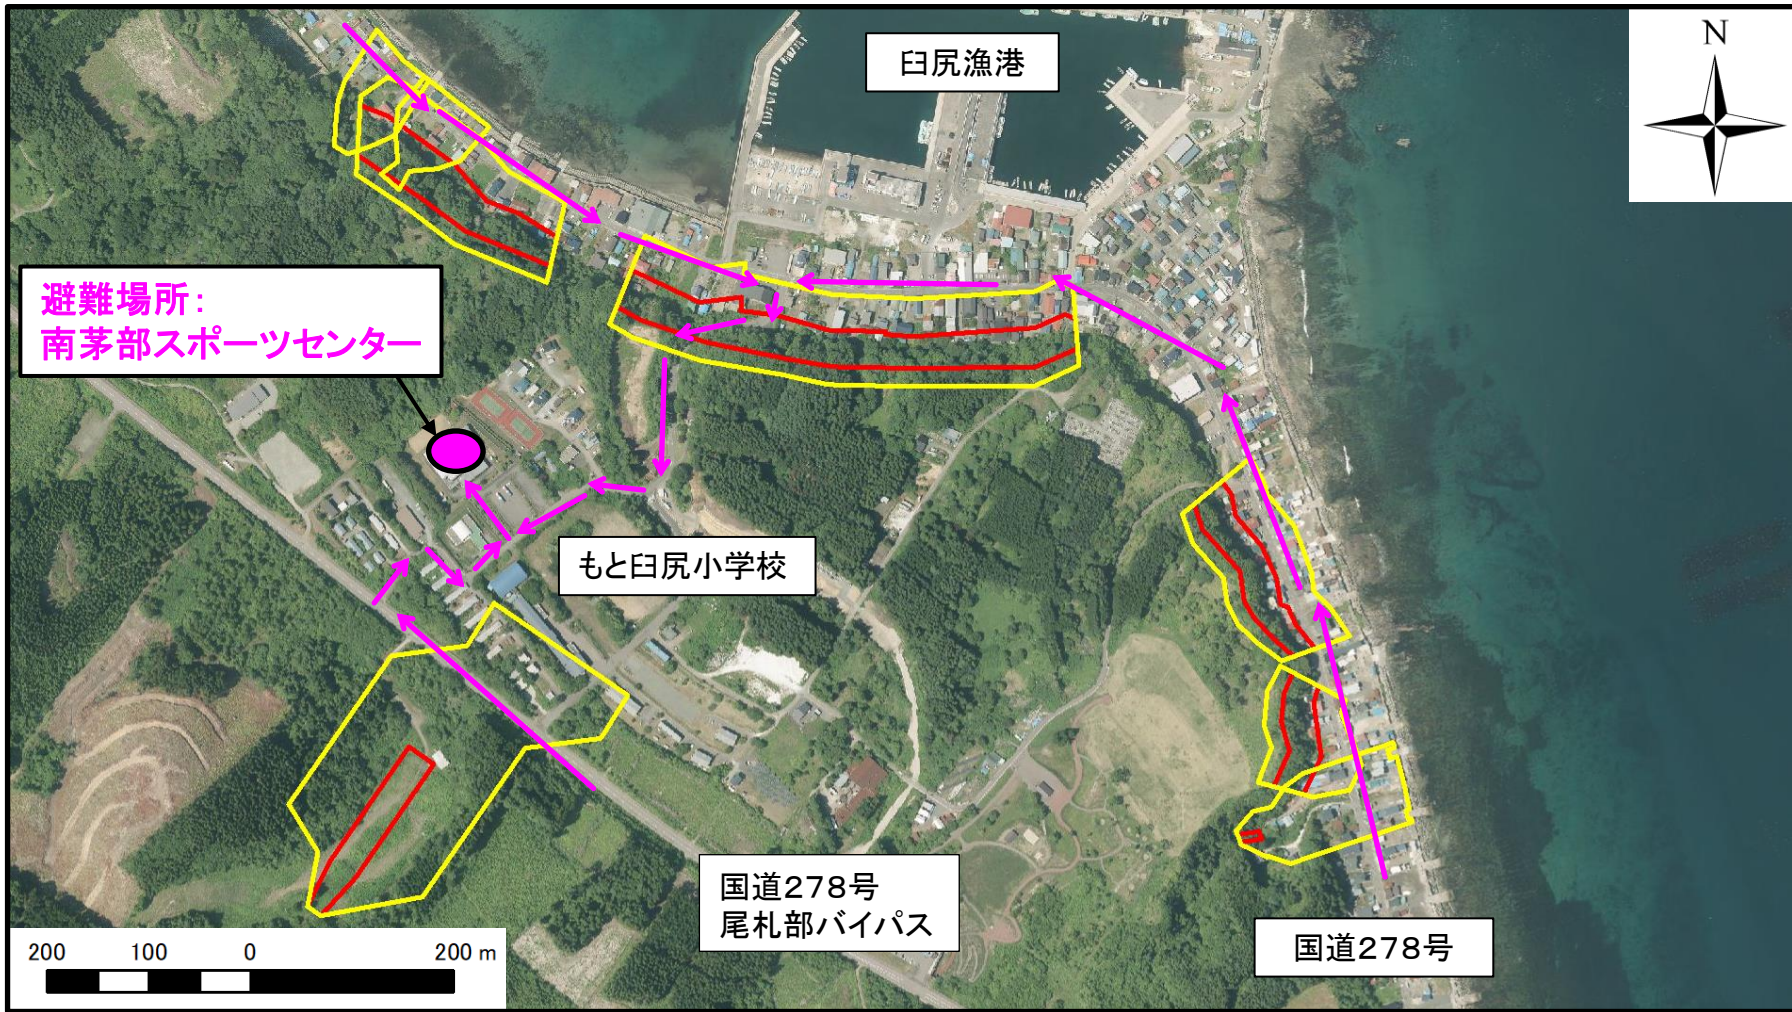 臼尻漁港
N
避難場所:
南茅部スポーツセンター
もと臼尻小学校
国道278号
尾札部バイパス
国道278号
200 100 0 200 m